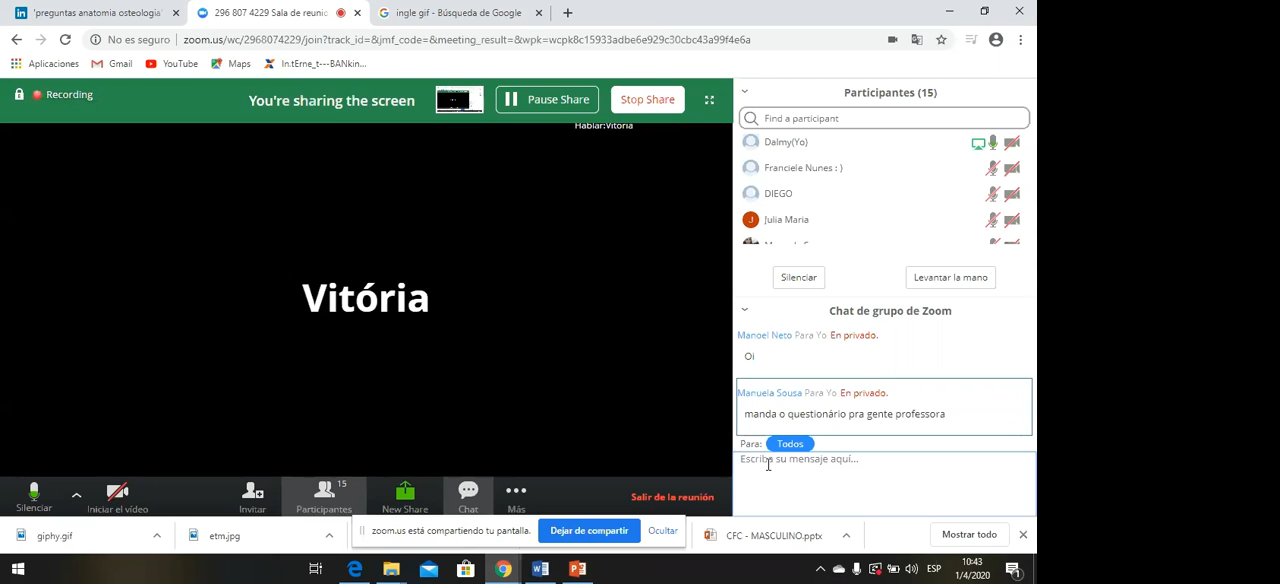 'preguntas anatomia osteologia'
296 807 4229 Sala de reunic
ingle gif - Búsqueda de Google
No es seguro
zoom.us/wc/2968074229/join?track_id=&jmf_code=&meeting_result=&wpk=wcpk8c15933adbe6e929c30cbc43a99f4e6a
Aplicaciones
Gmail
YouTube
Maps
In.tErne_t---BANkin...
Recording
You're sharing the screen
Pause Share
Stop Share
Hablar:Vitória
Vitória
Participantes (15)
Find a participant
Dalmy(Yo)
Franciele Nunes : )
DIEGO
J
Julia Maria
Silenciar
Levantar la mano
Chat de grupo de Zoom
Manoel Neto Para Yo En privado.
Oi
Manuela Sousa Para Yo En privado.
manda o questionário pra gente professora
Para: Todos
Escriba su mensaje aquí...
Silenciar
Iniciar el vídeo
Invitar
15
Participantes
New Share
Chat
Más
Salir de la reunión
giphy.gif
etm.jpg
zoom.us está compartiendo tu pantalla.
Dejar de compartir
Ocultar
CFC - MASCULINO.pptx
Mostrar todo
ESP
10:43
1/4/2020
1